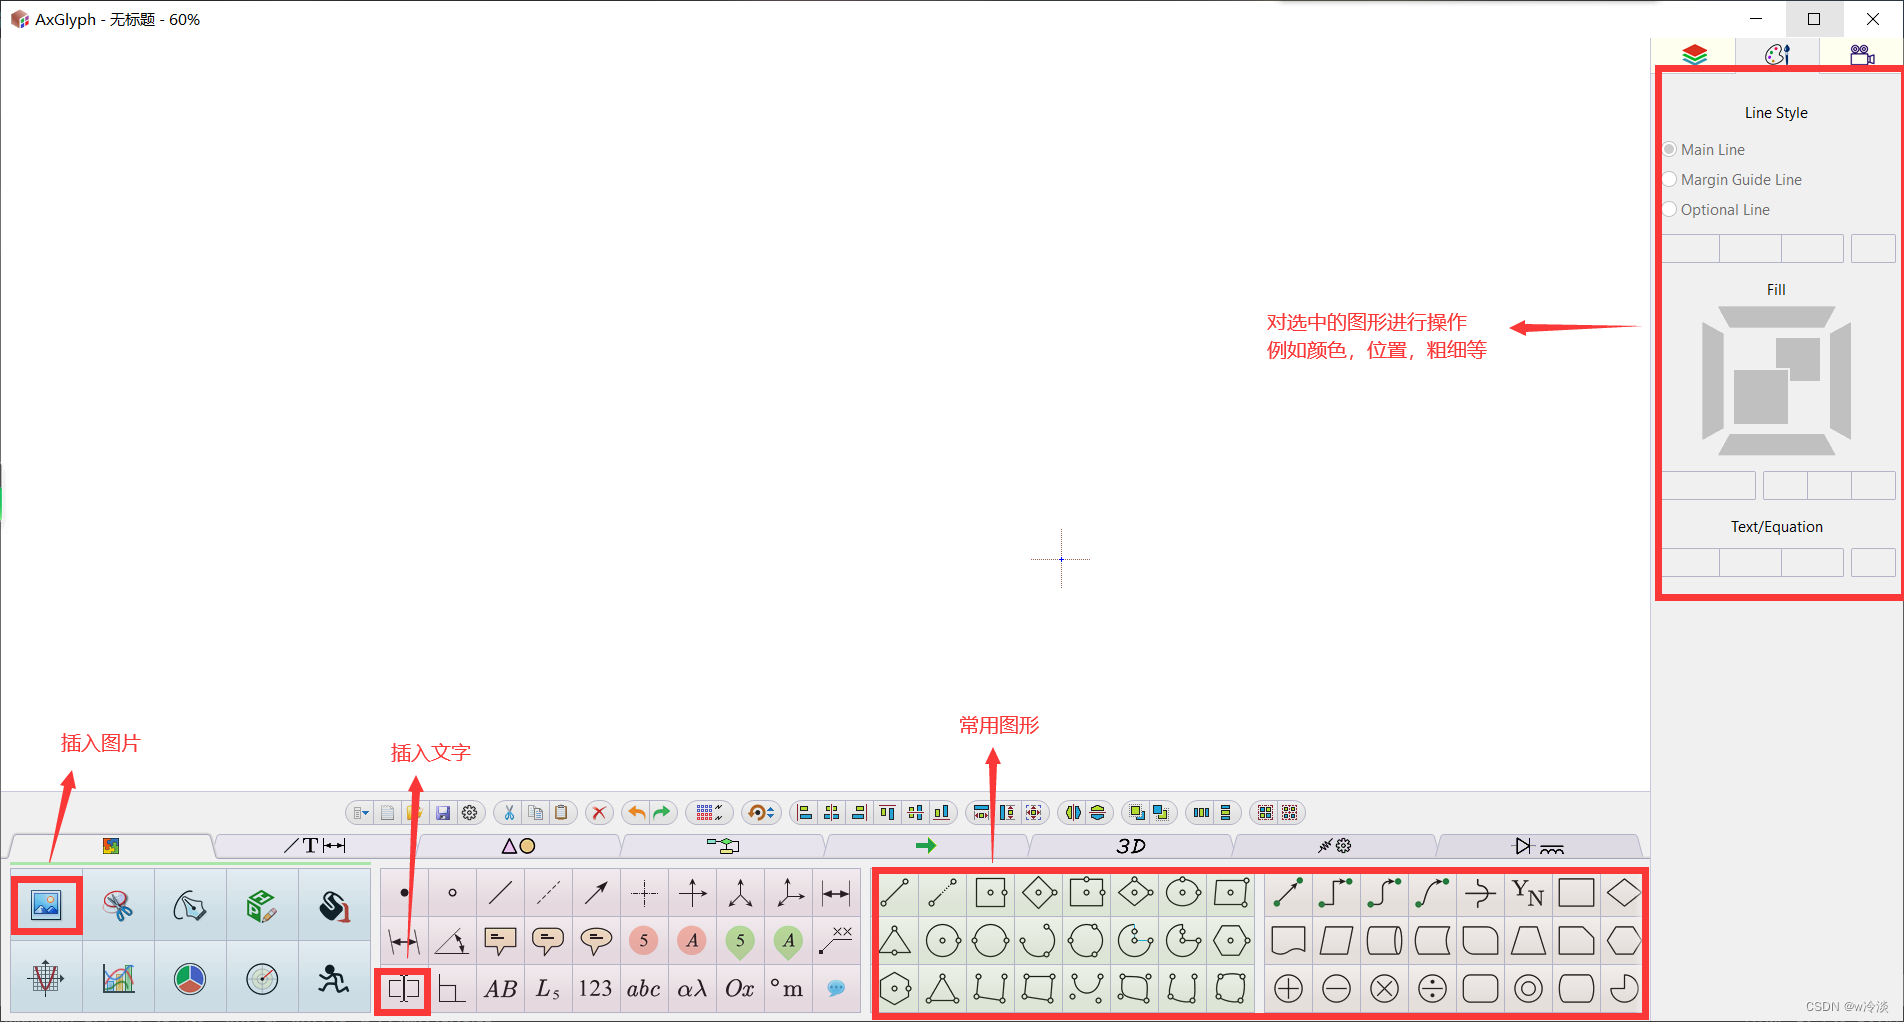 AxGlyph - 无标题 - 60%
Line Style
Main Line
Margin Guide Line
Optional Line
Fill
对选中的图形进行操作
例如颜色，位置，粗细等
Text/Equation
插入图片
插入文字
常用图形
T
3D
Y N
5 A 5 A
XX
AB L5 123 abc αλ Ox °m
CSDN @w冷淡